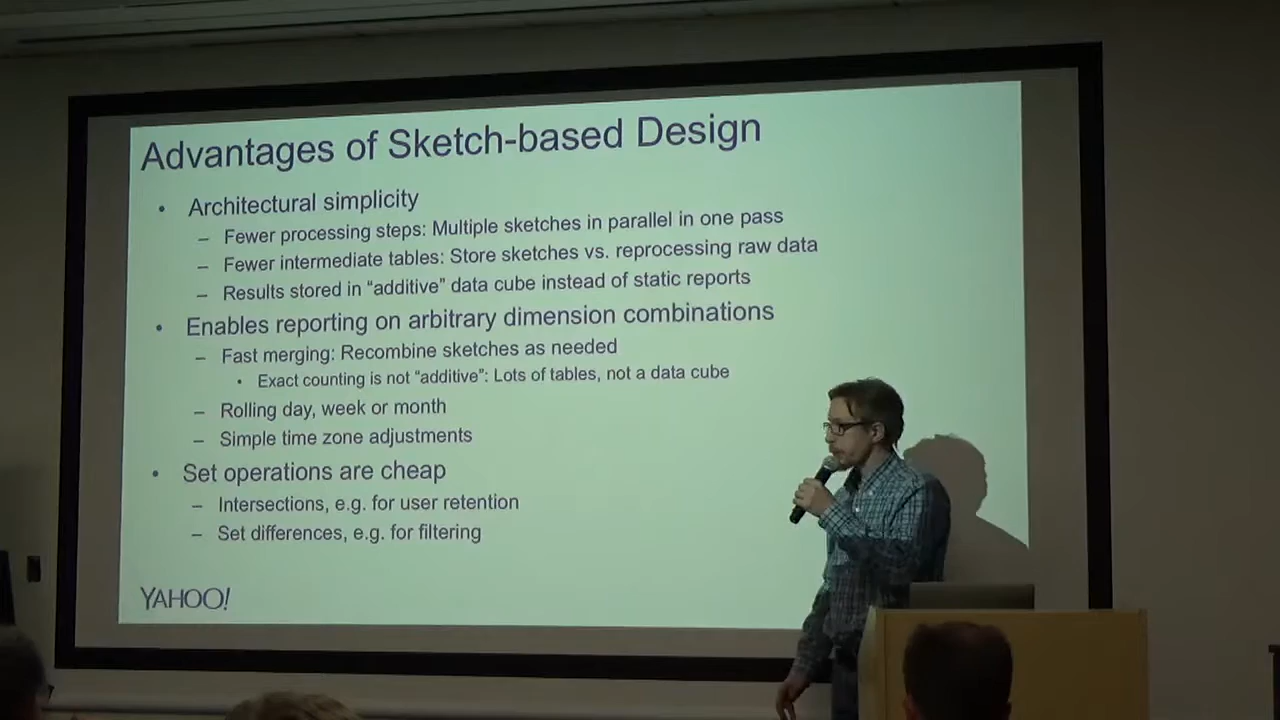 Advantages of Sketch-based Design
• Architectural simplicity
– Fewer processing steps: Multiple sketches in parallel in one pass
– Fewer intermediate tables: Store sketches vs. reprocessing raw data
– Results stored in “additive” data cube instead of static reports
• Enables reporting on arbitrary dimension combinations
– Fast merging: Recombine sketches as needed
• Exact counting is not “additive”: Lots of tables, not a data cube
– Rolling day, week or month
– Simple time zone adjustments
• Set operations are cheap
– Intersections, e.g. for user retention
– Set differences, e.g. for filtering
YAHOO!